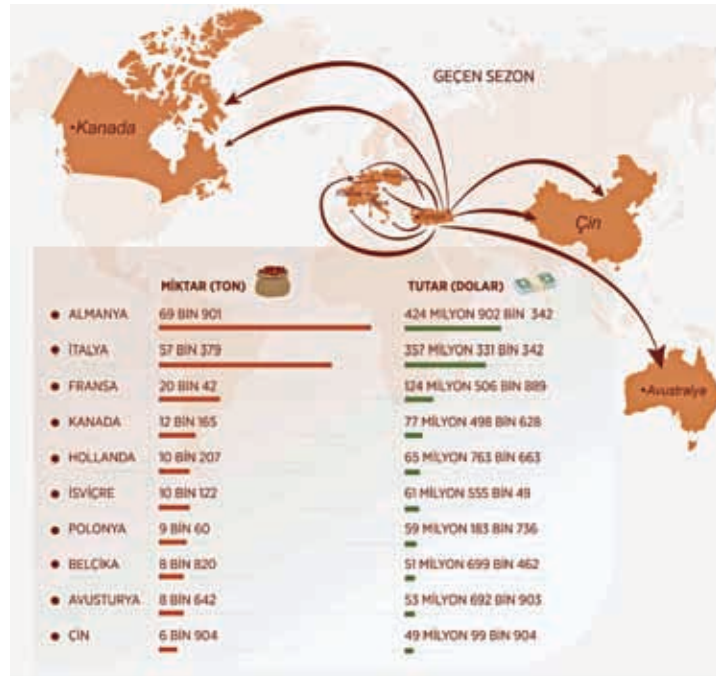 GEÇEN SEZON
Kanada
Çin
Avustralya
MİKTAR (TON) TUTAR (DOLAR)
ALMANYA 69 BİN 901 424 MİLYON 902 BİN 342
İTALYA 57 BİN 379 357 MİLYON 331 BİN 342
FRANSA 20 BİN 42 124 MİLYON 506 BİN 889
KANADA 12 BİN 165 77 MİLYON 498 BİN 628
HOLLANDA 10 BİN 207 65 MİLYON 763 BİN 663
İSVİÇRE 10 BİN 122 61 MİLYON 555 BİN 49
POLONYA 9 BİN 60 59 MİLYON 183 BİN 736
BELÇİKA 8 BİN 820 51 MİLYON 699 BİN 462
AVUSTURYA 8 BİN 642 53 MİLYON 692 BİN 903
ÇİN 6 BİN 904 49 MİLYON 99 BİN 904